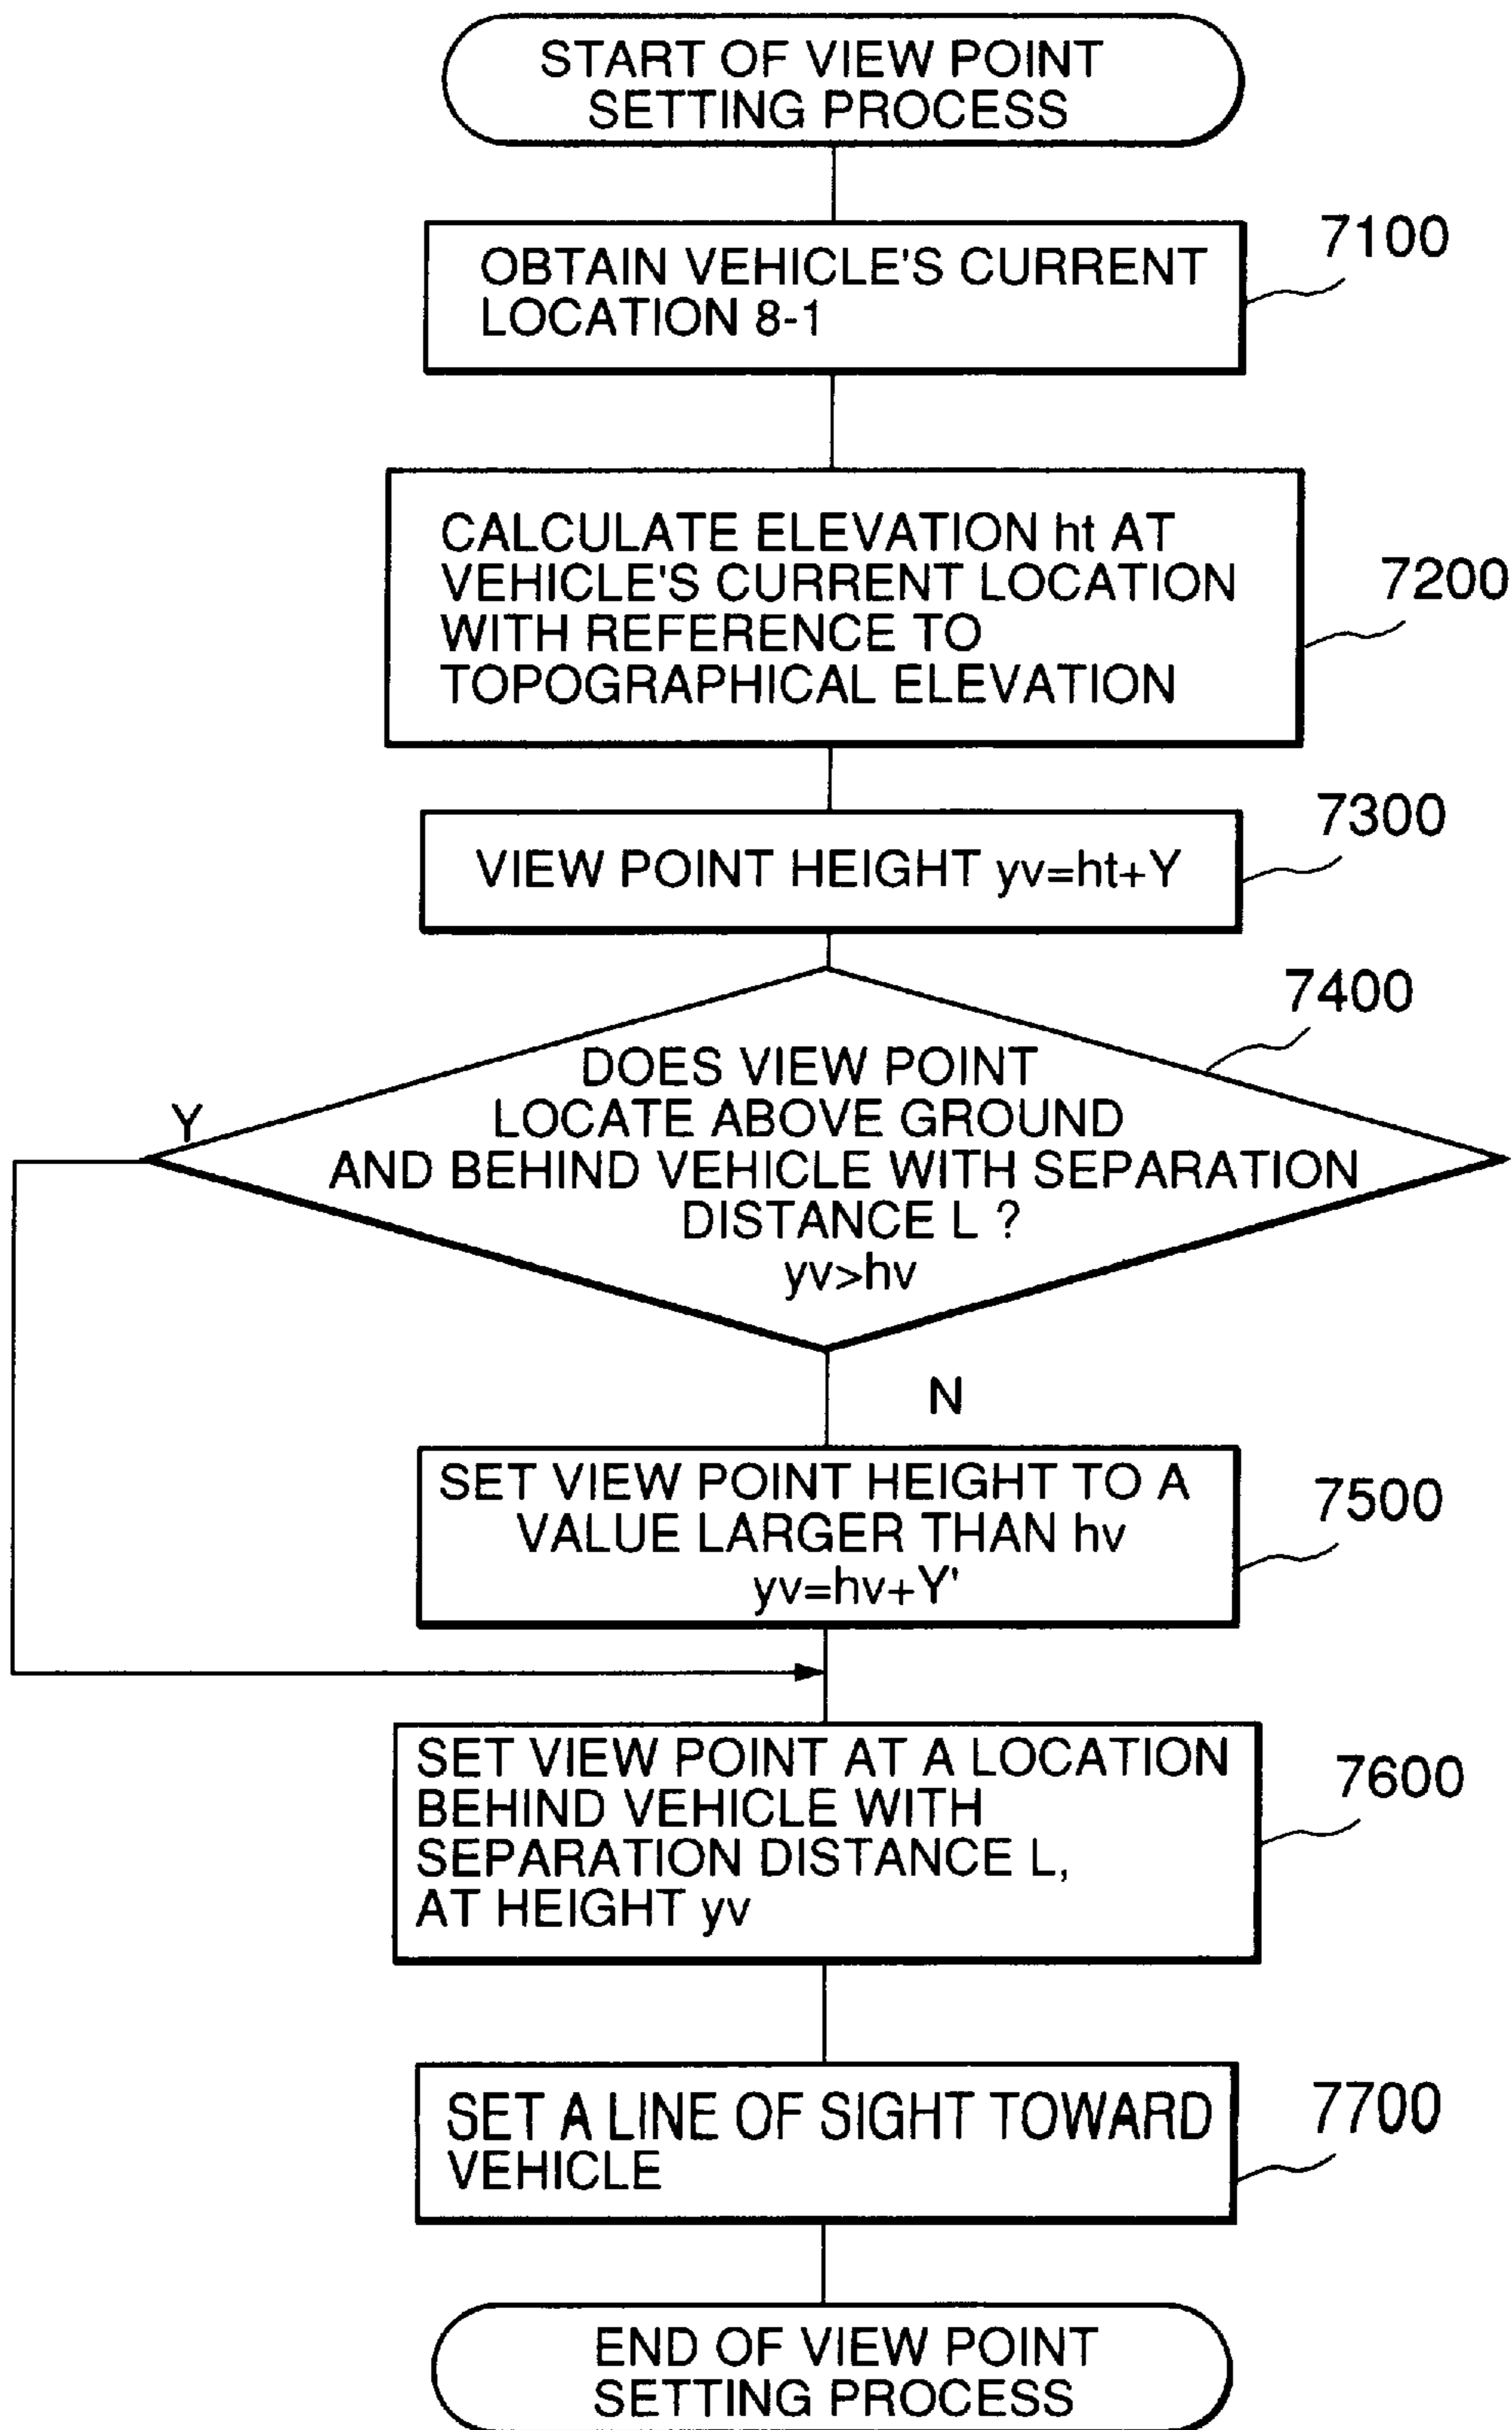 START OF VIEW POINT
SETTING PROCESS
7100
OBTAIN VEHICLE'S CURRENT
LOCATION 8-1
CALCULATE ELEVATION ht AT
VEHICLE'S CURRENT LOCATION
WITH REFERENCE TO
TOPOGRAPHICAL ELEVATION
7200
7300
VIEW POINT HEIGHT yv=ht+Y
7400
DOES VIEW POINT
LOCATE ABOVE GROUND
AND BEHIND VEHICLE WITH SEPARATION
DISTANCE L ?
yv>hv
Y
N
SET VIEW POINT HEIGHT TO A
VALUE LARGER THAN hv
yv=hv+Y'
7500
SET VIEW POINT AT A LOCATION
BEHIND VEHICLE WITH
SEPARATION DISTANCE L,
AT HEIGHT yv
7600
SET A LINE OF SIGHT TOWARD
VEHICLE
7700
END OF VIEW POINT
SETTING PROCESS